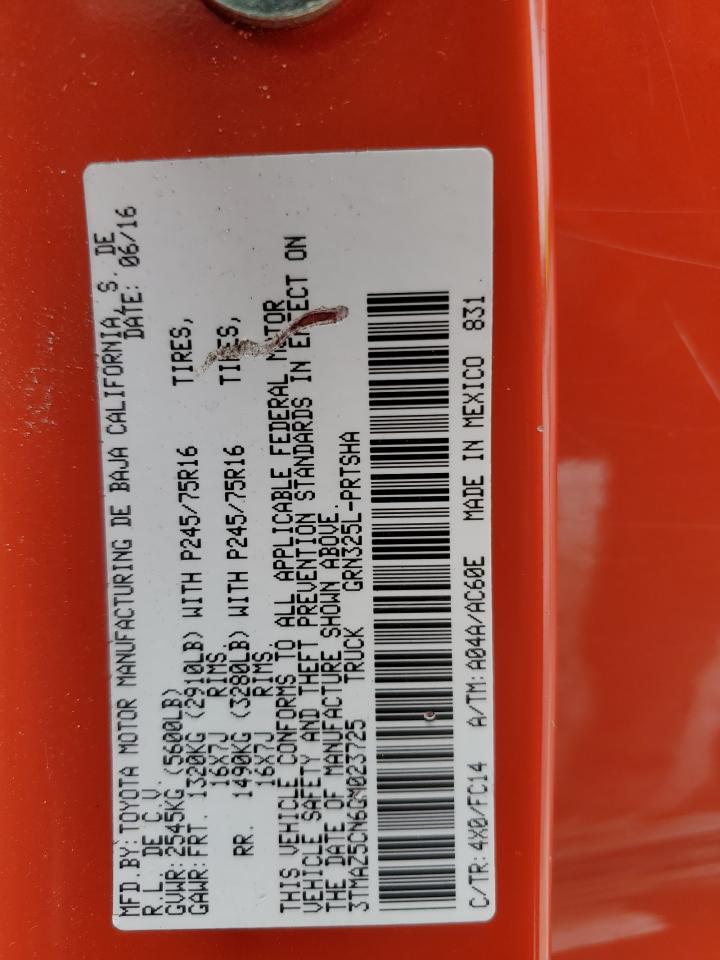 MFD.BY: TOYOTA MOTOR MANUFACTURING DE BAJA CALIFORNIA, S. DE
R.L. DE C.V. DATE: 06/16
GVWR: 2545KG (5600LB)
GAWR: FRT. 1320KG (2910LB) WITH P245/75R16 TIRES,
16X7J RIMS.
RR. 1490KG (3280LB) WITH P245/75R16 TIRES,
16X7J RIMS.
THIS VEHICLE CONFORMS TO ALL APPLICABLE FEDERAL MOTOR
VEHICLE SAFETY AND THEFT PREVENTION STANDARDS IN EFFECT ON
THE DATE OF MANUFACTURE SHOWN ABOVE.
3TMAZ5CN6GM023725 TRUCK GRN325L-PRTSHA
C/TR: 4X0/FC14 A/TM: A04A/AC60E MADE IN MEXICO 831